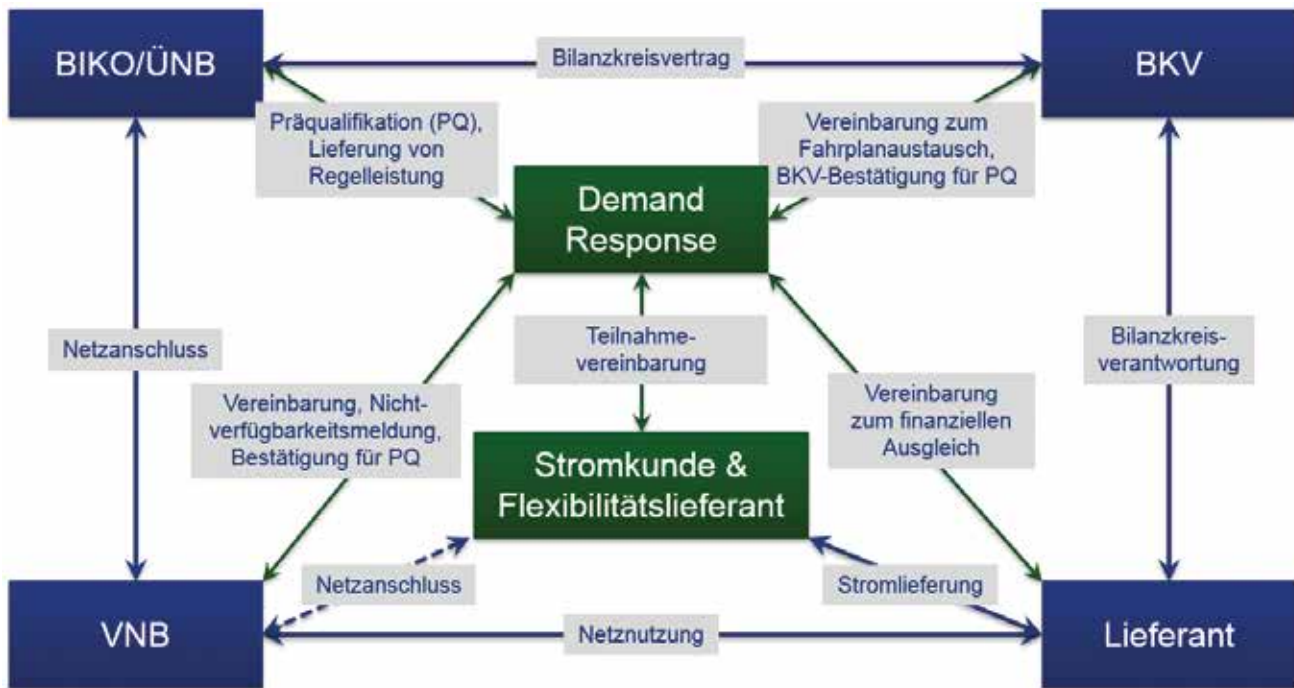 BIKO/ÜNB
Bilanzkreisvertrag
BKV
Präqualifikation (PQ),
Lieferung von
Regelleistung
Vereinbarung zum
Fahrplanaustausch,
BKV-Bestätigung für PQ
Demand
Response
Netzanschluss
Teilnahme-
vereinbarung
Bilanzkreis-
verantwortung
Vereinbarung, Nicht-
verfügbarkeitsmeldung,
Bestätigung für PQ
Vereinbarung
zum finanziellen
Ausgleich
Stromkunde &
Flexibilitätslieferant
Netzanschluss
Stromlieferung
VNB
Netznutzung
Lieferant